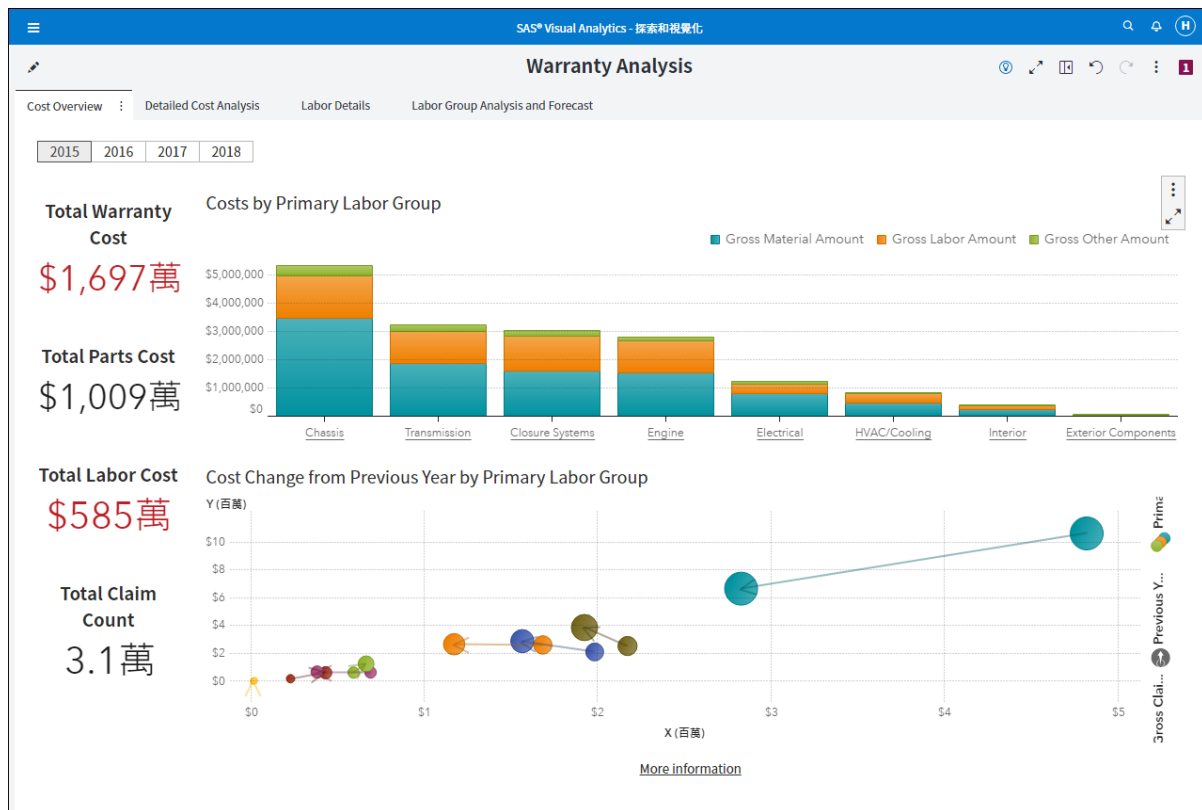 SAS® Visual Analytics - 探索和視覺化
H
Warranty Analysis
1
Cost Overview
Detailed Cost Analysis
Labor Details
Labor Group Analysis and Forecast
2015
2016
2017
2018
Total Warranty
Cost
$1,697萬
Total Parts Cost
$1,009萬
Total Labor Cost
$585萬
Total Claim
Count
3.1萬
Costs by Primary Labor Group
Gross Material Amount
Gross Labor Amount
Gross Other Amount
$5,000,000
$4,000,000
$3,000,000
$2,000,000
$1,000,000
$0
Chassis
Transmission
Closure Systems
Engine
Electrical
HVAC/Cooling
Interior
Exterior Components
Cost Change from Previous Year by Primary Labor Group
Y (百萬)
$10
$8
$6
$4
$2
$0
$0
$1
$2
$3
$4
$5
X (百萬)
Prima
Previous Y...
Gross Clai...
More information